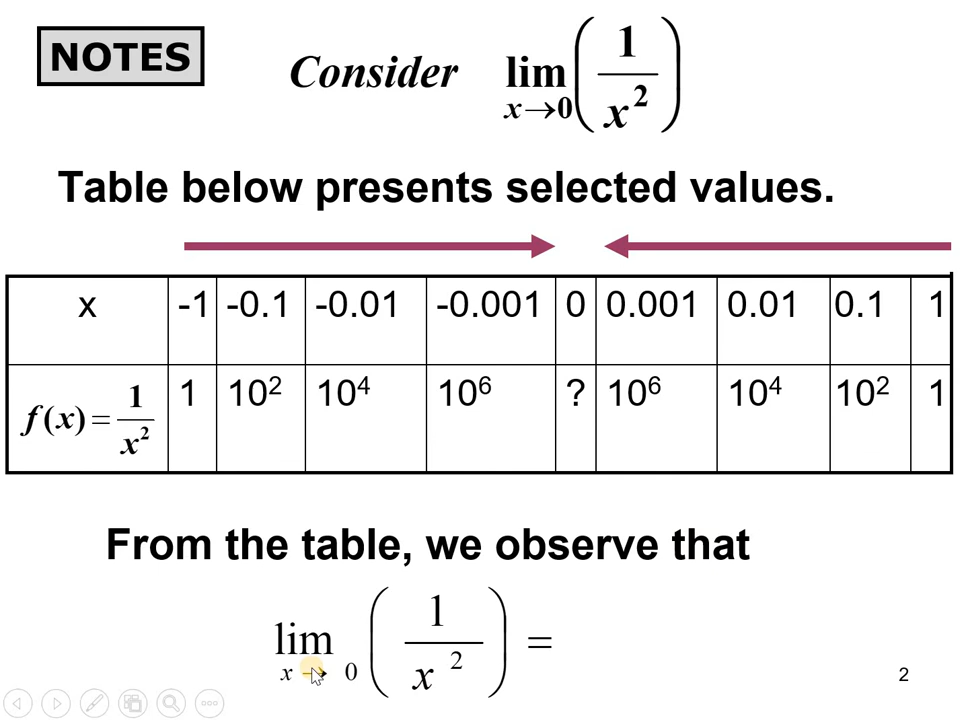 NOTES
Consider lim x→0 (1/x²)
Table below presents selected values.
x -1 -0.1 -0.01 -0.001 0 0.001 0.01 0.1 1
f(x) = 1/x² 1 10² 10⁴ 10⁶ ? 10⁶ 10⁴ 10² 1
From the table, we observe that
lim x→0 (1/x²) =
2